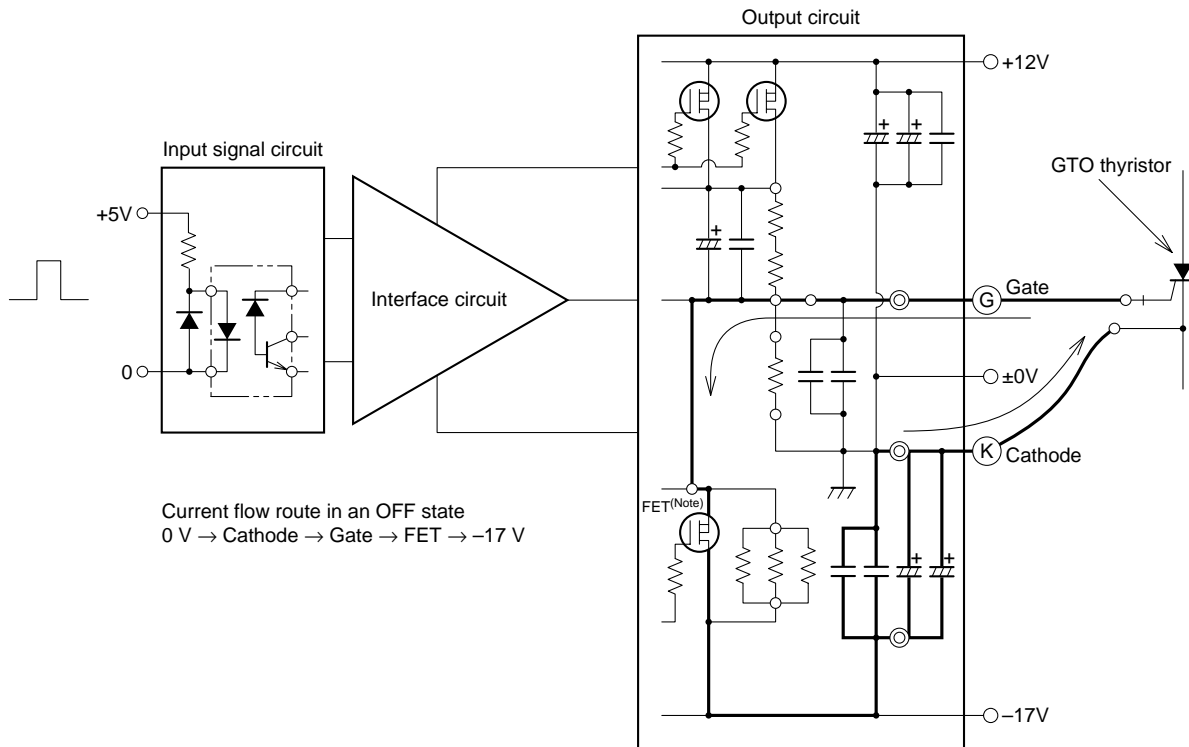 Output circuit
+12V
Input signal circuit
GTO thyristor
+5V
+
+
+
Interface circuit
G
Gate
0
±0V
K
Cathode
FET(Note)
Current flow route in an OFF state
0 V → Cathode → Gate → FET → –17 V
+
+
–17V